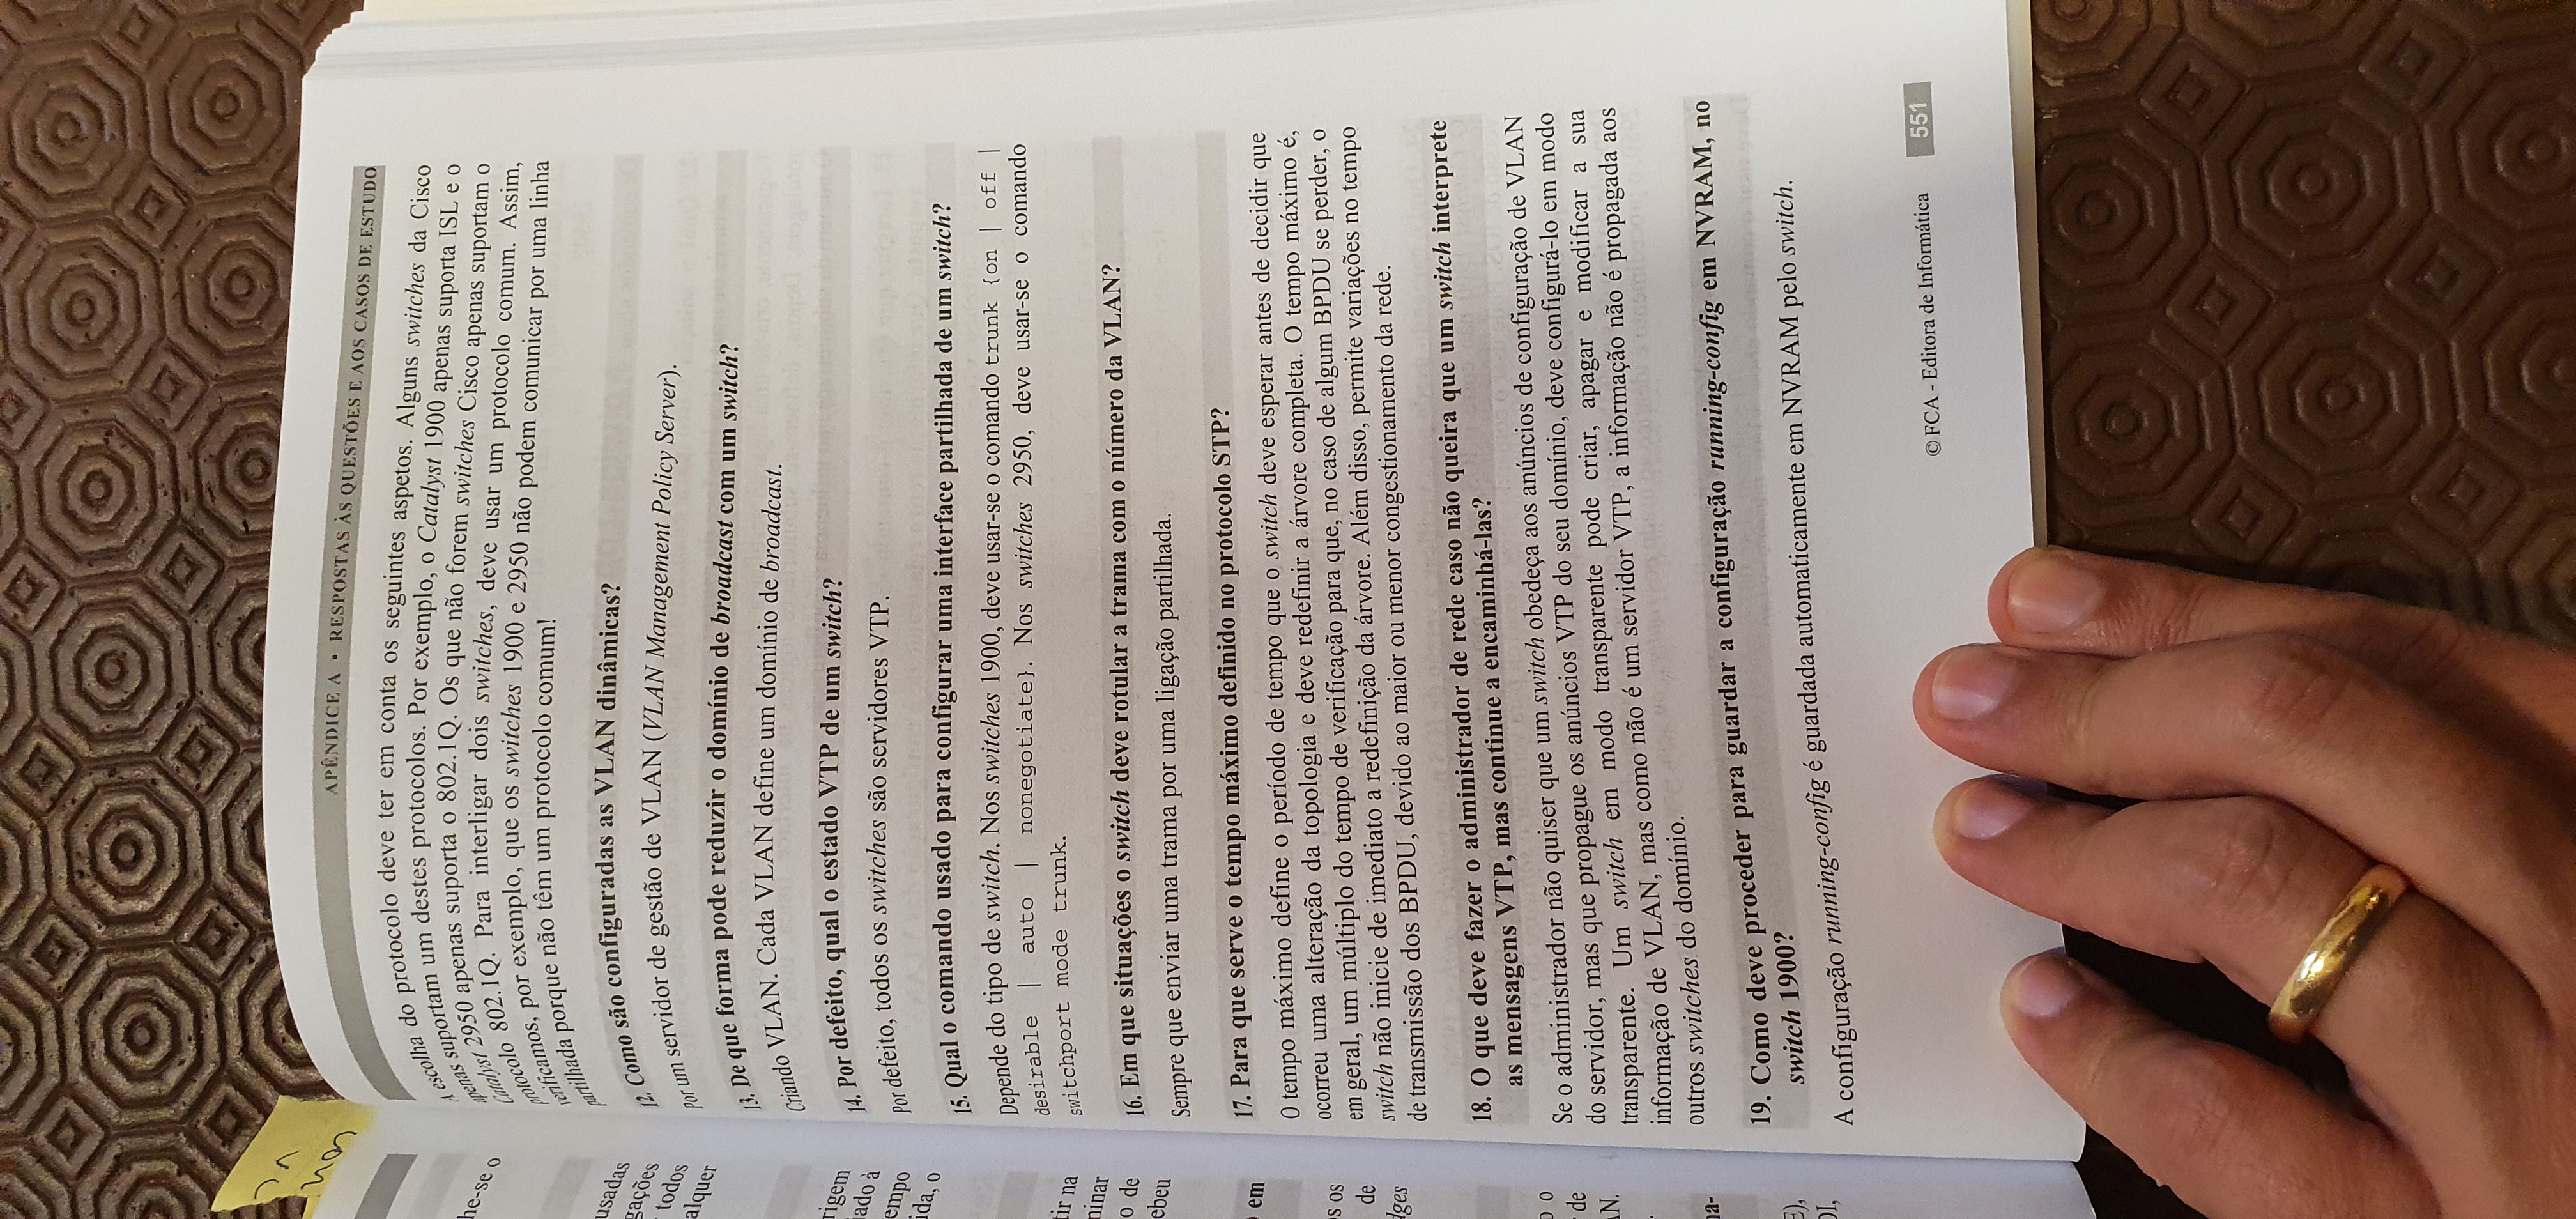 APÊNDICE A ▪ RESPOSTAS ÀS QUESTÕES E AOS CASOS DE ESTUDO
A escolha do protocolo deve ter em conta os seguintes aspetos. Alguns switches da Cisco
apenas suportam um destes protocolos. Por exemplo, o Catalyst 1900 apenas suporta ISL e o
Catalyst 2950 apenas suporta o 802.1Q. Os que não forem switches Cisco apenas suportam o
protocolo 802.1Q. Para interligar dois switches, deve usar um protocolo comum. Assim,
verificamos, por exemplo, que os switches 1900 e 2950 não podem comunicar por uma linha
partilhada porque não têm um protocolo comum!
12. Como são configuradas as VLAN dinâmicas?
Por um servidor de gestão de VLAN (VLAN Management Policy Server).
13. De que forma pode reduzir o domínio de broadcast com um switch?
Criando VLAN. Cada VLAN define um domínio de broadcast.
14. Por defeito, qual o estado VTP de um switch?
Por defeito, todos os switches são servidores VTP.
15. Qual o comando usado para configurar uma interface partilhada de um switch?
Depende do tipo de switch. Nos switches 1900, deve usar-se o comando trunk {on | off |
desirable | auto | nonegotiate}. Nos switches 2950, deve usar-se o comando
switchport mode trunk.
16. Em que situações o switch deve rotular a trama com o número da VLAN?
Sempre que enviar uma trama por uma ligação partilhada.
17. Para que serve o tempo máximo definido no protocolo STP?
O tempo máximo define o período de tempo que o switch deve esperar antes de decidir que
ocorreu uma alteração da topologia e deve redefinir a árvore completa. O tempo máximo é,
em geral, um múltiplo do tempo de verificação para que, no caso de algum BPDU se perder, o
switch não inicie de imediato a redefinição da árvore. Além disso, permite variações no tempo
de transmissão dos BPDU, devido ao maior ou menor congestionamento da rede.
18. O que deve fazer o administrador de rede caso não queira que um switch interprete
as mensagens VTP, mas continue a encaminhá-las?
Se o administrador não quiser que um switch obedeça aos anúncios de configuração de VLAN
do servidor, mas que propague os anúncios VTP do seu domínio, deve configurá-lo em modo
transparente. Um switch em modo transparente pode criar, apagar e modificar a sua
informação de VLAN, mas como não é um servidor VTP, a informação não é propagada aos
outros switches do domínio.
19. Como deve proceder para guardar a configuração running-config em NVRAM, no
switch 1900?
A configuração running-config é guardada automaticamente em NVRAM pelo switch.
© FCA - Editora de Informática 551